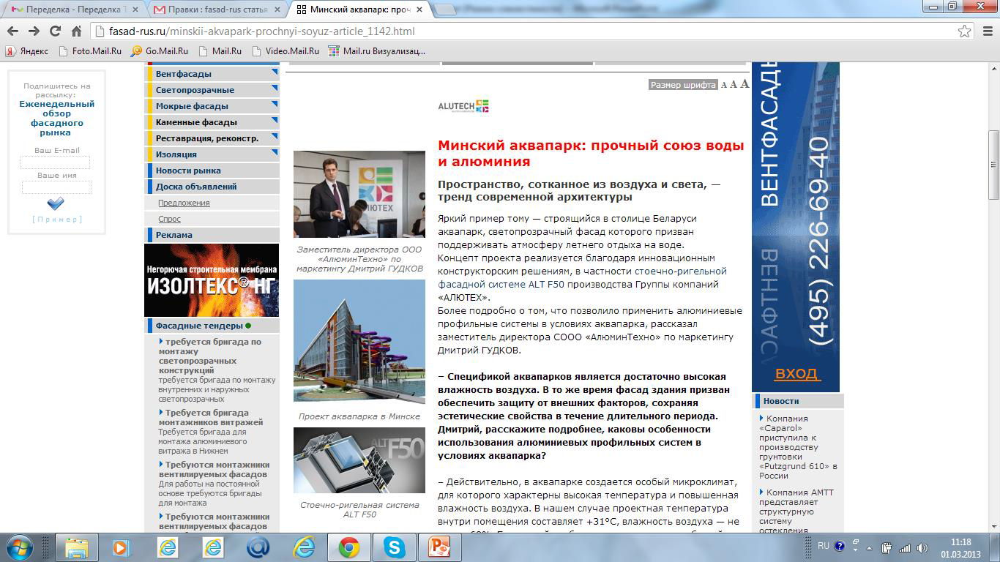 Переделка - Переделка Т
Правки : fasad-rus статья
Минский аквапарк: проч
fasad-rus.ru/minskii-akvapark-prochnyi-soyuz-article_1142.html
Яндекс
Foto.Mail.Ru
Go.Mail.Ru
Mail.Ru
Video.Mail.Ru
Mail.ru Визуализац...
Подпишитесь на
рассылку:
Еженедельный
обзор
фасадного
рынка
Ваш E-mail
Ваше имя
[Пример]
Вентфасады
Светопрозрачные
Мокрые фасады
Каменные фасады
Реставрация, реконстр.
Изоляция
Новости рынка
Доска объявлений
Предложения
Спрос
Реклама
Негорючая строительная мембрана
ИЗОЛТЕКС® НГ
Фасадные тендеры
требуется бригада по
монтажу
светопрозрачных
конструкций
требуется бригада по монтажу
внутренних и наружных
светопрозрачных
Требуется бригада
монтажников витражей
Требуется бригада для
монтажа алюминиевого
витража в Нижнем
Требуются монтажники
вентилируемых фасадов
Для работы на постоянной
основе требуются бригады
для монтажа
Требуются монтажники
вентилируемых фасадов
Размер шрифта А А А
ALUTECH
ЛЮТЕХ
Заместитель директора ООО
«АлюминТехно» по
маркетингу Дмитрий ГУДКОВ
Проект аквапарка в Минске
ALT F50
Стоечно-ригельная система
ALT F50
Минский аквапарк: прочный союз воды
и алюминия
Пространство, сотканное из воздуха и света, —
тренд современной архитектуры
Яркий пример тому — строящийся в столице Беларуси
аквапарк, светопрозрачный фасад которого призван
поддерживать атмосферу летнего отдыха на воде.
Концепт проекта реализуется благодаря инновационным
конструкторским решениям, в частности стоечно-ригельной
фасадной системе ALT F50 производства Группы компаний
«АЛЮТЕХ».
Более подробно о том, что позволило применить алюминиевые
профильные системы в условиях аквапарка, рассказал
заместитель директора СООО «АлюминТехно» по маркетингу
Дмитрий ГУДКОВ.
– Спецификой аквапарков является достаточно высокая
влажность воздуха. В то же время фасад здания призван
обеспечить защиту от внешних факторов, сохраняя
эстетические свойства в течение длительного периода.
Дмитрий, расскажите подробнее, каковы особенности
использования алюминиевых профильных систем в
условиях аквапарка?
– Действительно, в аквапарке создается особый микроклимат,
для которого характерны высокая температура и повышенная
влажность воздуха. В нашем случае проектная температура
внутри помещения составляет +31°С, влажность воздуха — не
ВЕНТФАСАДЫ
(495) 226-69-40
ВХОД
Новости
Компания
«Caparol»
приступила к
производству
грунтовки
«Putzgrund 610» в
России
Компания АМТТ
представляет
структурную
систему
остекления
RU
11:18
01.03.2013